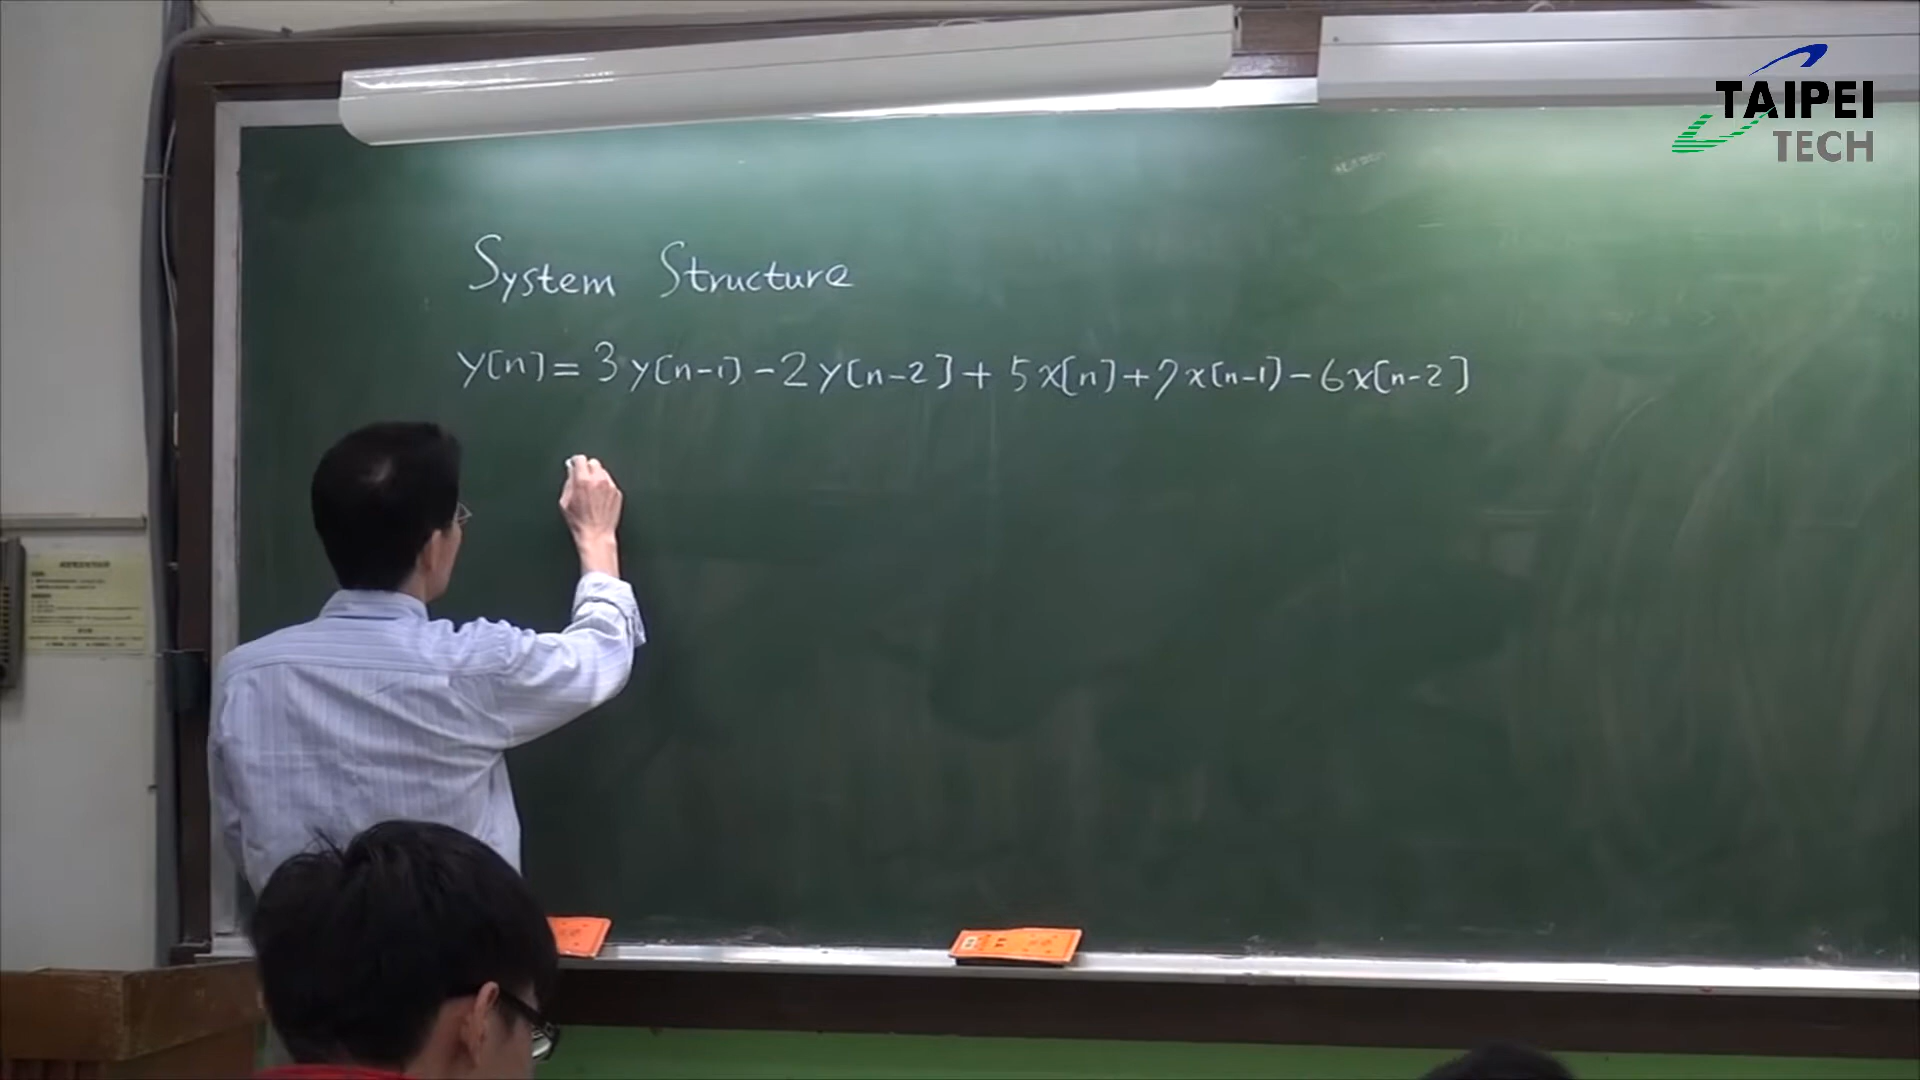 TAIPEI
TECH
System Structure
y[n] = 3y[n-1] - 2y[n-2] + 5x[n] + 7x[n-1] - 6x[n-2]